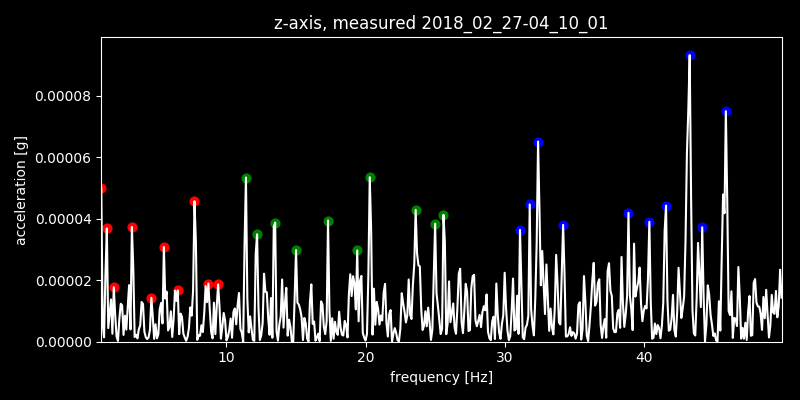 z-axis, measured 2018_02_27-04_10_01
0.00008
0.00006
0.00004
0.00002
0.00000
acceleration [g]
10 20 30 40
frequency [Hz]